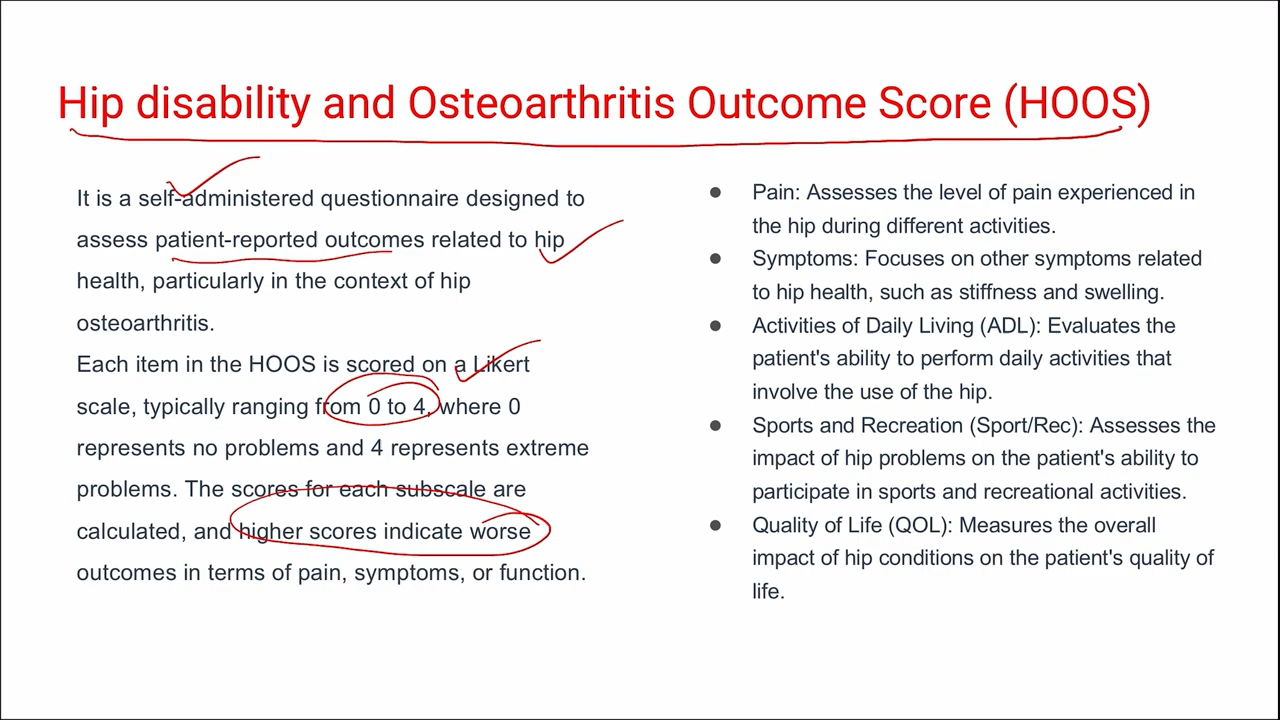 Hip disability and Osteoarthritis Outcome Score (HOOS)
It is a self-administered questionnaire designed to
assess patient-reported outcomes related to hip
health, particularly in the context of hip
osteoarthritis.
Each item in the HOOS is scored on a Likert
scale, typically ranging from 0 to 4, where 0
represents no problems and 4 represents extreme
problems. The scores for each subscale are
calculated, and higher scores indicate worse
outcomes in terms of pain, symptoms, or function.
● Pain: Assesses the level of pain experienced in
the hip during different activities.
● Symptoms: Focuses on other symptoms related
to hip health, such as stiffness and swelling.
● Activities of Daily Living (ADL): Evaluates the
patient's ability to perform daily activities that
involve the use of the hip.
● Sports and Recreation (Sport/Rec): Assesses the
impact of hip problems on the patient's ability to
participate in sports and recreational activities.
● Quality of Life (QOL): Measures the overall
impact of hip conditions on the patient's quality of
life.